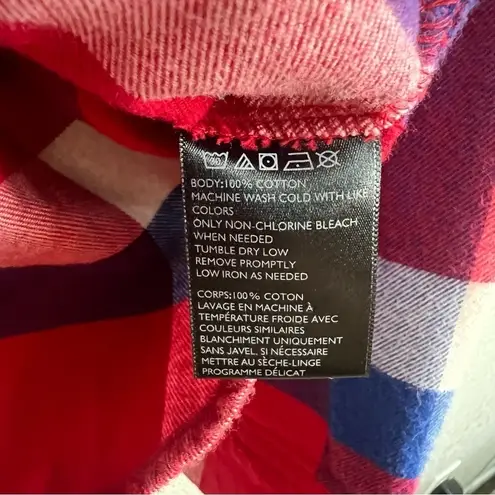 BODY:100% COTTON
MACHINE WASH COLD WITH LIKE
COLORS
ONLY NON-CHLORINE BLEACH
WHEN NEEDED
TUMBLE DRY LOW
REMOVE PROMPTLY
LOW IRON AS NEEDED
CORPS:100% COTON
LAVAGE EN MACHINE À
TEMPÉRATURE FROIDE AVEC
COULEURS SIMILAIRES
BLANCHIMENT UNIQUEMENT
SANS JAVEL, SI NÉCESSAIRE
METTRE AU SÈCHE-LINGE
PROGRAMME DÉLICAT